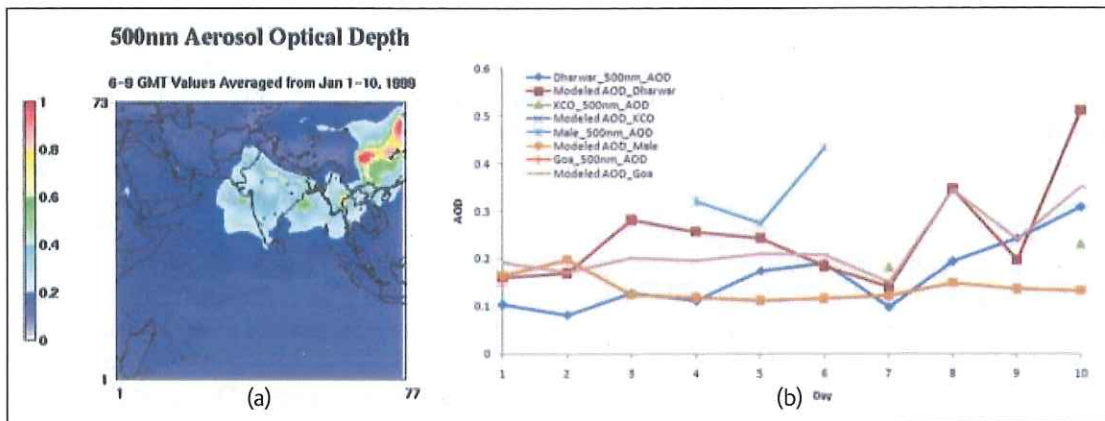 500nm Aerosol Optical Depth
6-9 GMT Values Averaged from Jan 1-10, 1999
73
1
0.8
0.6
0.4
0.2
0
1
1
77
(a)
0.6
0.5
0.4
0.3
0.2
0.1
0
AOD
Dharwar_500nm_AOD
Modeled AOD_Dharwar
KCO_500nm_AOD
Modeled AOD_KCO
Male_500nm_AOD
Modeled AOD_Male
Goa_500nm_AOD
Modeled AOD_Goa
1 2 3 4 5 6 7 8 9 10
Day
(b)